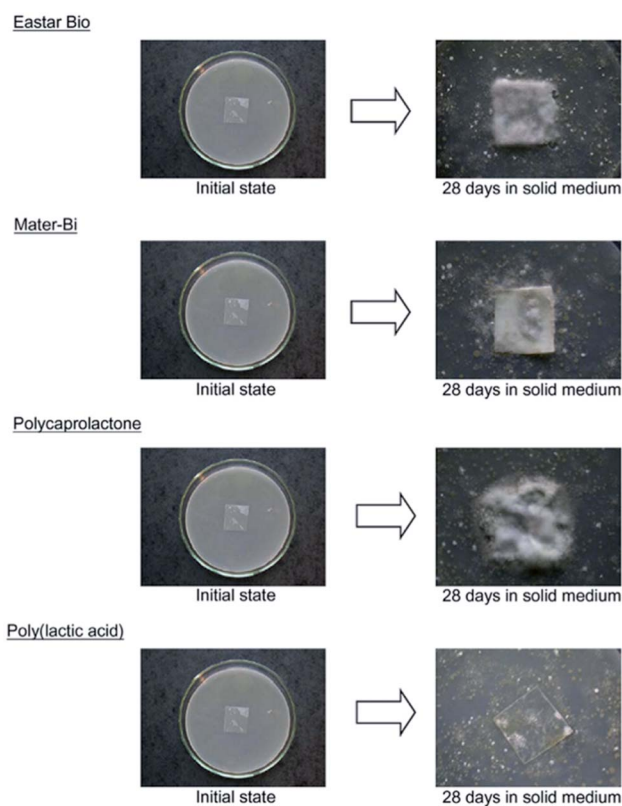 Eastar Bio
Initial state
28 days in solid medium
Mater-Bi
Initial state
28 days in solid medium
Polycaprolactone
Initial state
28 days in solid medium
Poly(lactic acid)
Initial state
28 days in solid medium